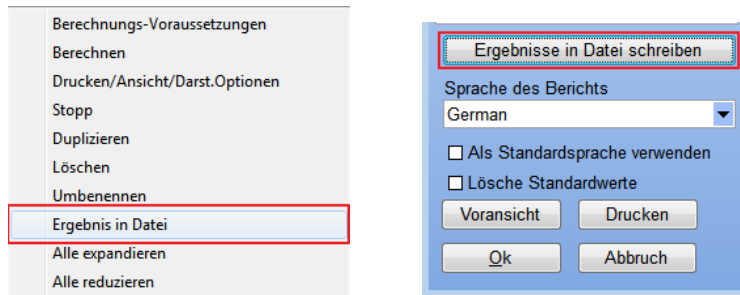 Berechnungs-Voraussetzungen
Berechnen
Drucken/Ansicht/Darst.Optionen
Stopp
Duplizieren
Löschen
Umbenennen
Ergebnis in Datei
Alle expandieren
Alle reduzieren
Ergebnisse in Datei schreiben
Sprache des Berichts
German
Als Standardsprache verwenden
Lösche Standardwerte
Voransicht Drucken
Ok Abbruch